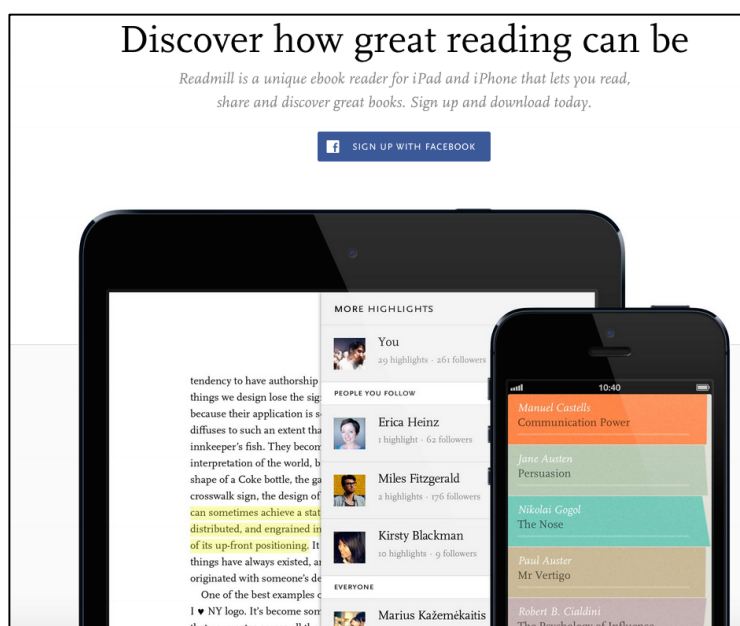 Discover how great reading can be
Readmill is a unique ebook reader for iPad and iPhone that lets you read,
share and discover great books. Sign up and download today.
SIGN UP WITH FACEBOOK
tendency to have authorship
things we design lose the sig
because their application is s
diffuses to such an extent tha
innkeeper's fish. They becom
interpretation of the world, b
shape of a Coke bottle, the ga
crosswalk sign, the design of
can sometimes achieve a stat
distributed, and engrained in
of its up-front positioning. It
things have always existed, a
originated with someone's de
One of the best examples o
I ♥ NY logo. It's become som
MORE HIGHLIGHTS
You
29 highlights · 261 followers
PEOPLE YOU FOLLOW
Erica Heinz
1 highlight · 62 followers
Miles Fitzgerald
2 highlights · 176 followers
Kirsty Blackman
10 highlights · 9 followers
EVERYONE
Marius Kažemėkaitis
10:40
Manuel Castells
Communication Power
Jane Austen
Persuasion
Nikolai Gogol
The Nose
Paul Auster
Mr Vertigo
Robert B. Cialdini
The Psychology of Influence